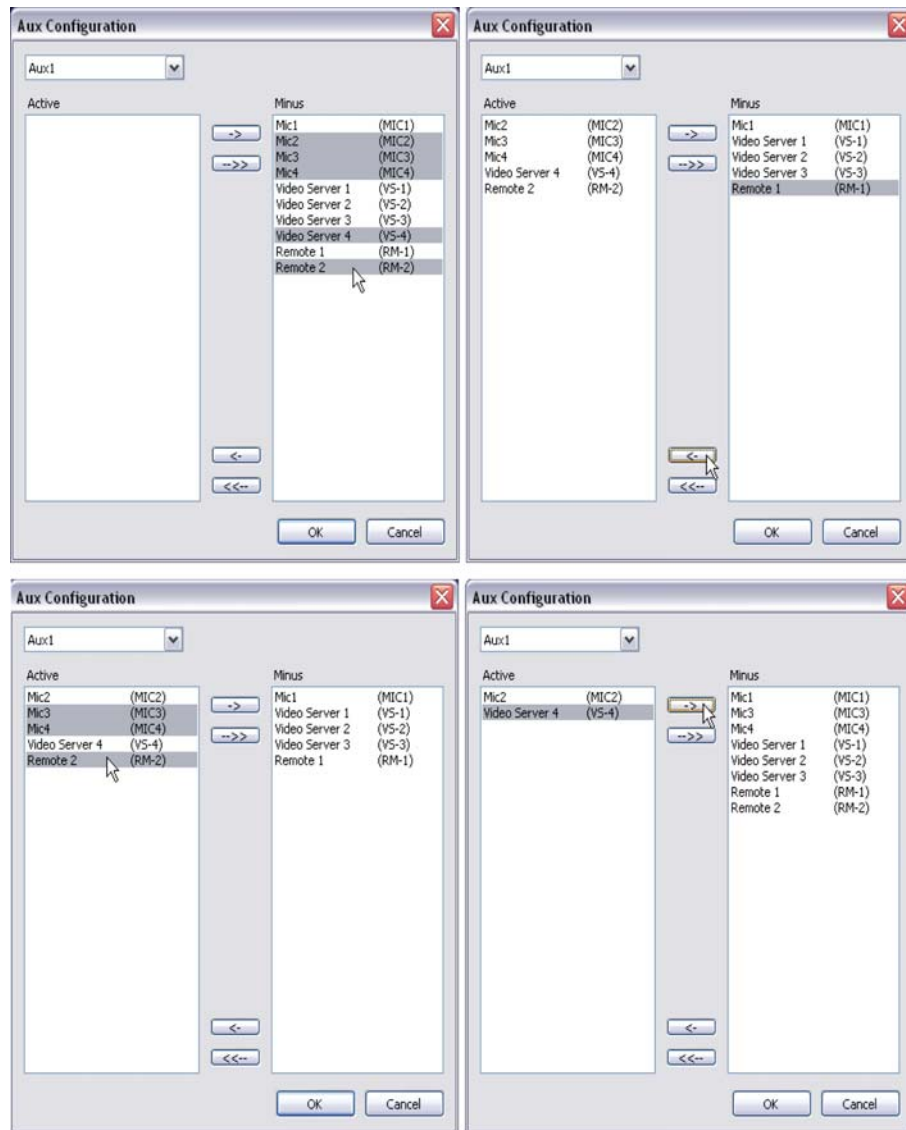 Aux Configuration
Aux1
Active
Minus
->
-->>
Mic1 (MIC1)
Mic2 (MIC2)
Mic3 (MIC3)
Mic4 (MIC4)
Video Server 1 (VS-1)
Video Server 2 (VS-2)
Video Server 3 (VS-3)
Video Server 4 (VS-4)
Remote 1 (RM-1)
Remote 2 (RM-2)
<-
<<--
OK
Cancel
Aux Configuration
Aux1
Active
Mic2 (MIC2)
Mic3 (MIC3)
Mic4 (MIC4)
Video Server 4 (VS-4)
Remote 2 (RM-2)
->
-->>
Minus
Mic1 (MIC1)
Video Server 1 (VS-1)
Video Server 2 (VS-2)
Video Server 3 (VS-3)
Remote 1 (RM-1)
<-
<<--
OK
Cancel
Aux Configuration
Aux1
Active
Mic2 (MIC2)
Mic3 (MIC3)
Mic4 (MIC4)
Video Server 4 (VS-4)
Remote 2 (RM-2)
->
-->>
Minus
Mic1 (MIC1)
Video Server 1 (VS-1)
Video Server 2 (VS-2)
Video Server 3 (VS-3)
Remote 1 (RM-1)
<-
<<--
OK
Cancel
Aux Configuration
Aux1
Active
Mic2 (MIC2)
Video Server 4 (VS-4)
->
-->>
Minus
Mic1 (MIC1)
Mic3 (MIC3)
Mic4 (MIC4)
Video Server 1 (VS-1)
Video Server 2 (VS-2)
Video Server 3 (VS-3)
Remote 1 (RM-1)
Remote 2 (RM-2)
<-
<<--
OK
Cancel